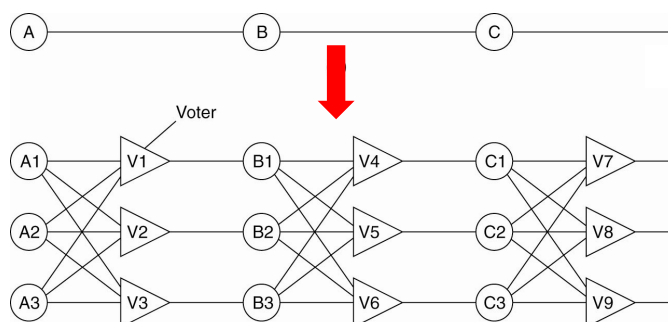 A B C
Voter
A1 V1 B1 V4 C1 V7
A2 V2 B2 V5 C2 V8
A3 V3 B3 V6 C3 V9